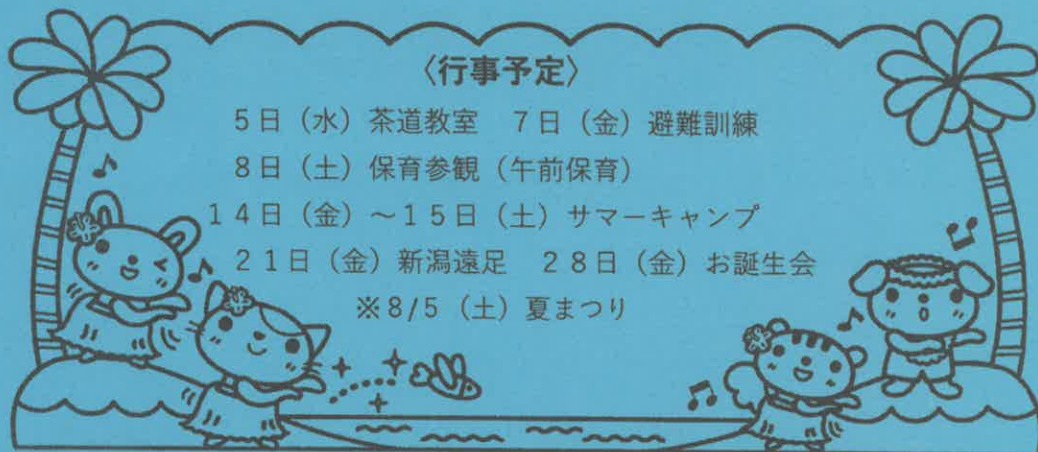 〈行事予定〉
5日（水）茶道教室　7日（金）避難訓練
8日（土）保育参観（午前保育）
14日（金）～15日（土）サマーキャンプ
21日（金）新潟遠足　28日（金）お誕生会
※8/5（土）夏まつり